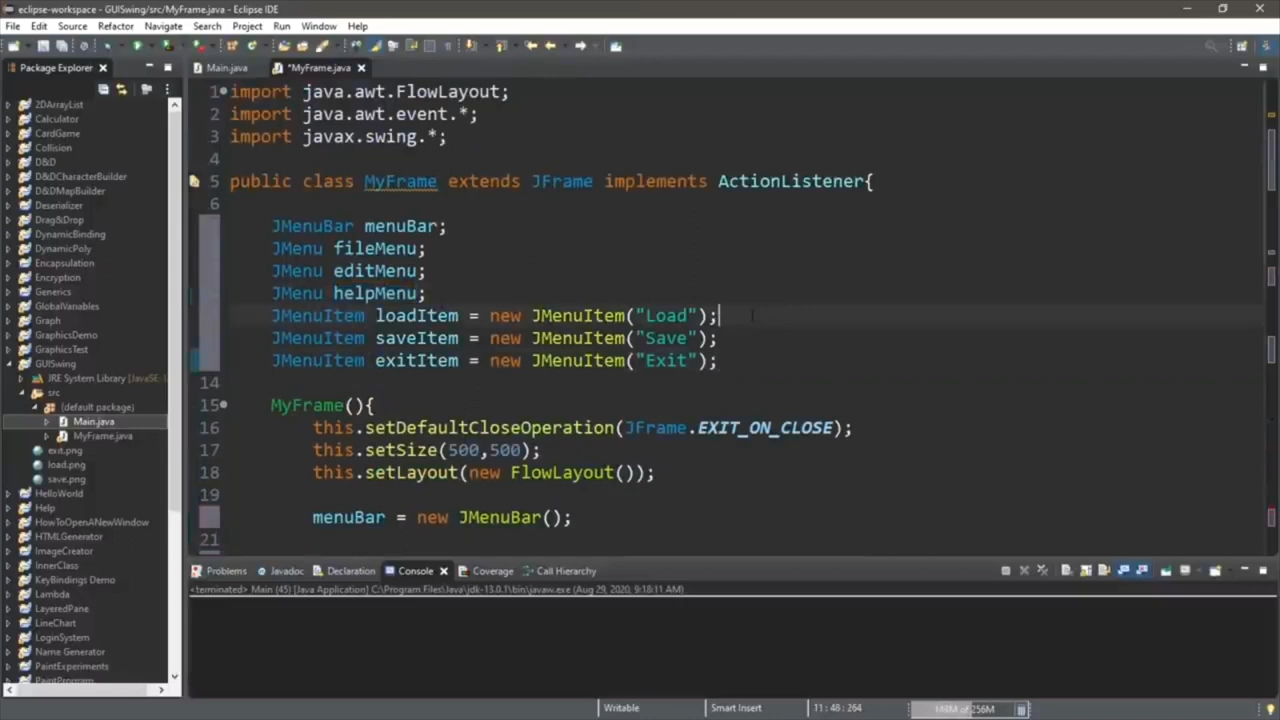 eclipse-workspace - GUISwing/src/MyFrame.java - Eclipse IDE
File Edit Source Refactor Navigate Search Project Run Window Help
Package Explorer
2DArrayList
Calculator
CardGame
Collision
D&D
D&DCharacterBuilder
D&DMapBuilder
Deserializer
Drag&Drop
DynamicBinding
DynamicPoly
Encapsulation
Encryption
Generics
GlobalVariables
Graph
GraphicsDemo
GraphicsTest
GUISwing
JRE System Library [JavaSE-1
src
(default package)
Main.java
MyFrame.java
exit.png
load.png
save.png
HelloWorld
Help
HowToOpenANewWindow
HTMLGenerator
ImageCreator
InnerClass
KeyBindings Demo
Lambda
LayeredPane
LineChart
LoginSystem
Name Generator
PaintExperiments
Main.java *MyFrame.java
1 import java.awt.FlowLayout;
2 import java.awt.event.*;
3 import javax.swing.*;
4
5 public class MyFrame extends JFrame implements ActionListener{
6
JMenuBar menuBar;
JMenu fileMenu;
JMenu editMenu;
JMenu helpMenu;
JMenuItem loadItem = new JMenuItem("Load");
JMenuItem saveItem = new JMenuItem("Save");
JMenuItem exitItem = new JMenuItem("Exit");
14
15 MyFrame(){
16 this.setDefaultCloseOperation(JFrame.EXIT_ON_CLOSE);
17 this.setSize(500,500);
18 this.setLayout(new FlowLayout());
19
menuBar = new JMenuBar();
21
Problems Javadoc Declaration Console Coverage Call Hierarchy
<terminated> Main (45) [Java Application] C:\Program Files\Java\jdk-13.0.1\bin\javaw.exe (Aug 29, 2020, 9:18:11 AM)
Writable Smart Insert 11 : 48 : 264